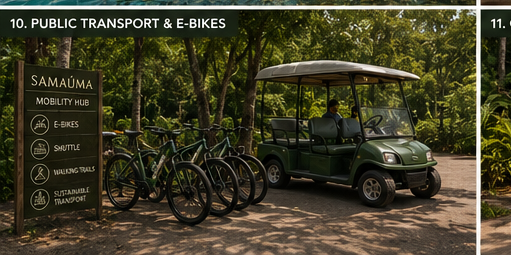 10. PUBLIC TRANSPORT & E-BIKES
11.
SAMAÚMA
MOBILITY HUB
E-BIKES
SHUTTLE
WALKING TRAILS
SUSTAINABLE
TRANSPORT